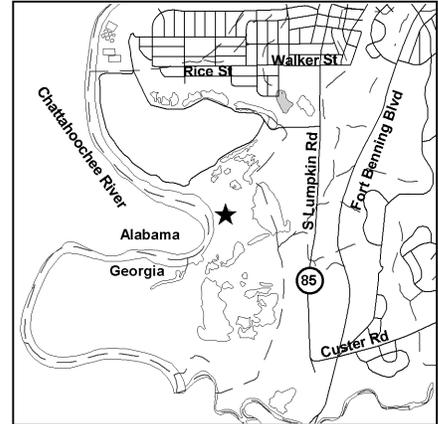 Walker St
Rice St
Chattahoochee River
S Lumpkin Rd
Fort Benning Blvd
Alabama
Georgia
85
Custer Rd